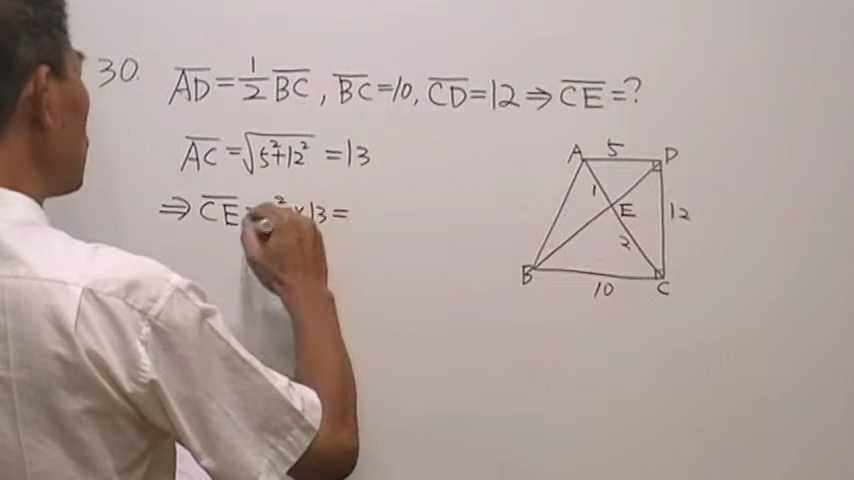 30. AD = 1/2 BC, BC = 10, CD = 12 ⇒ CE = ?
AC = √5²+12² = 13
⇒ CE = 2 ×13 =
A 5 D
1
E 12
2
B C
10